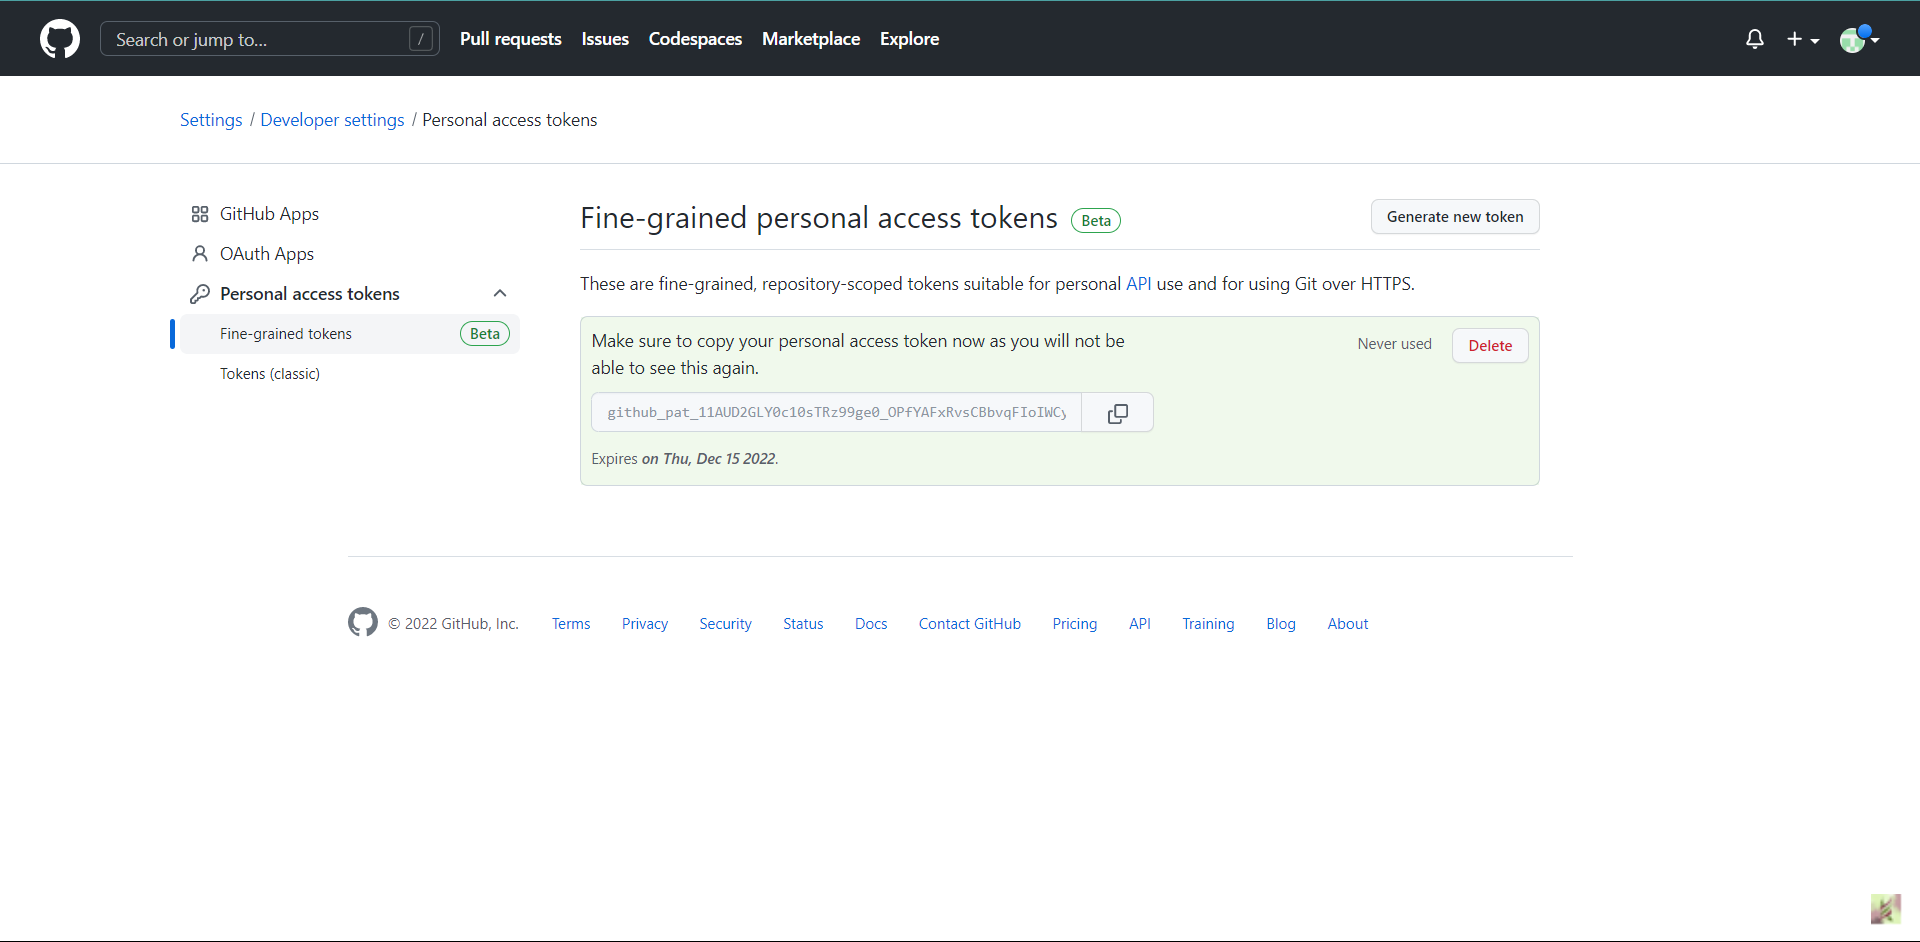 Search or jump to... /
Pull requests
Issues
Codespaces
Marketplace
Explore
Settings / Developer settings / Personal access tokens
GitHub Apps
OAuth Apps
Personal access tokens
Fine-grained tokens Beta
Tokens (classic)
Fine-grained personal access tokens Beta
Generate new token
These are fine-grained, repository-scoped tokens suitable for personal API use and for using Git over HTTPS.
Make sure to copy your personal access token now as you will not be
able to see this again.
Never used
Delete
github_pat_11AUD2GLY0c10sTRz99ge0_OPfYAFxRvsCBbvqFIoIWCy
Expires on Thu, Dec 15 2022.
© 2022 GitHub, Inc.
Terms
Privacy
Security
Status
Docs
Contact GitHub
Pricing
API
Training
Blog
About